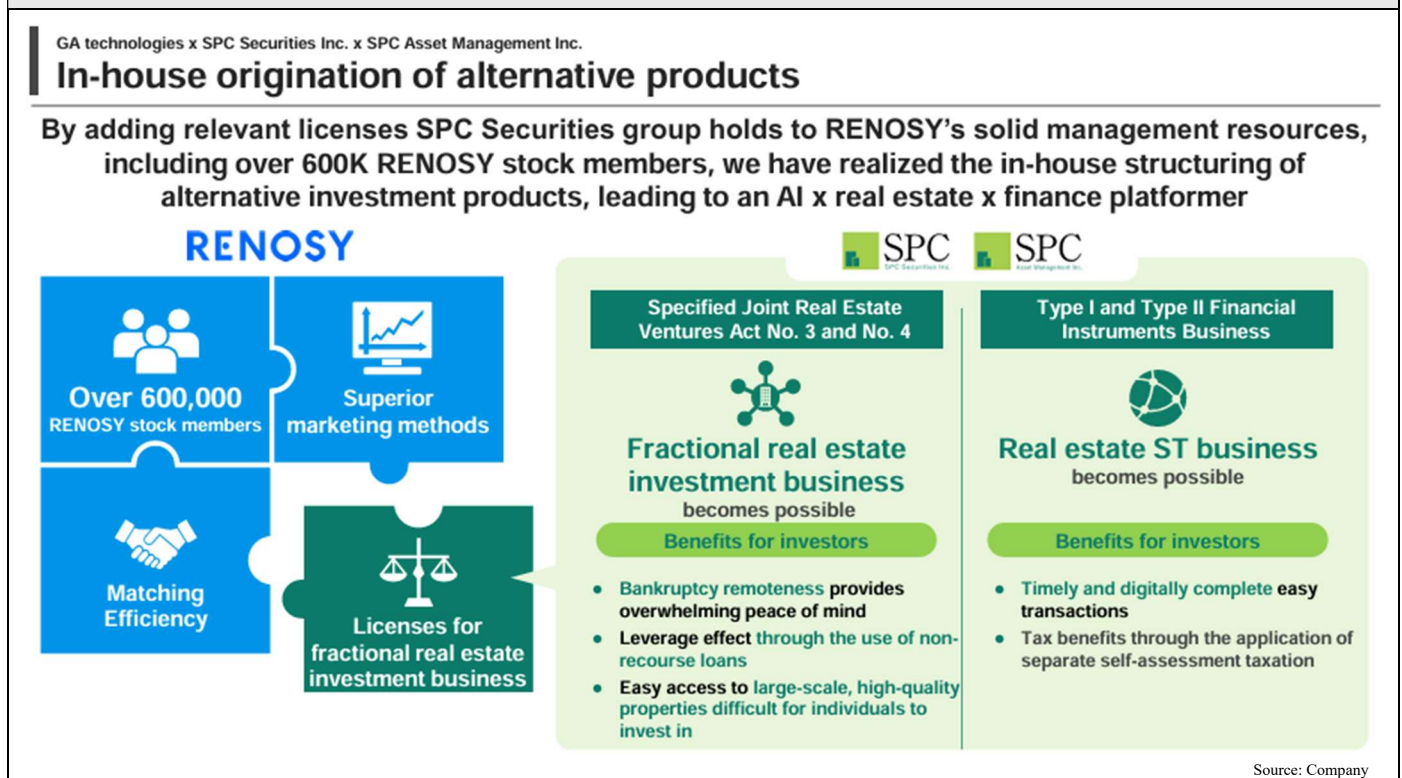 GA technologies x SPC Securities Inc. x SPC Asset Management Inc.
In-house origination of alternative products
By adding relevant licenses SPC Securities group holds to RENOSY's solid management resources,
including over 600K RENOSY stock members, we have realized the in-house structuring of
alternative investment products, leading to an AI x real estate x finance platformer
RENOSY
Over 600,000
RENOSY stock members
Superior
marketing methods
Matching
Efficiency
Licenses for
fractional real estate
investment business
SPC
SPC Securities Inc.
SPC
Asset Management Inc.
Specified Joint Real Estate
Ventures Act No. 3 and No. 4
Fractional real estate
investment business
becomes possible
Benefits for investors
● Bankruptcy remoteness provides
overwhelming peace of mind
● Leverage effect through the use of non-
recourse loans
● Easy access to large-scale, high-quality
properties difficult for individuals to
invest in
Type I and Type II Financial
Instruments Business
Real estate ST business
becomes possible
Benefits for investors
● Timely and digitally complete easy
transactions
● Tax benefits through the application of
separate self-assessment taxation
Source: Company